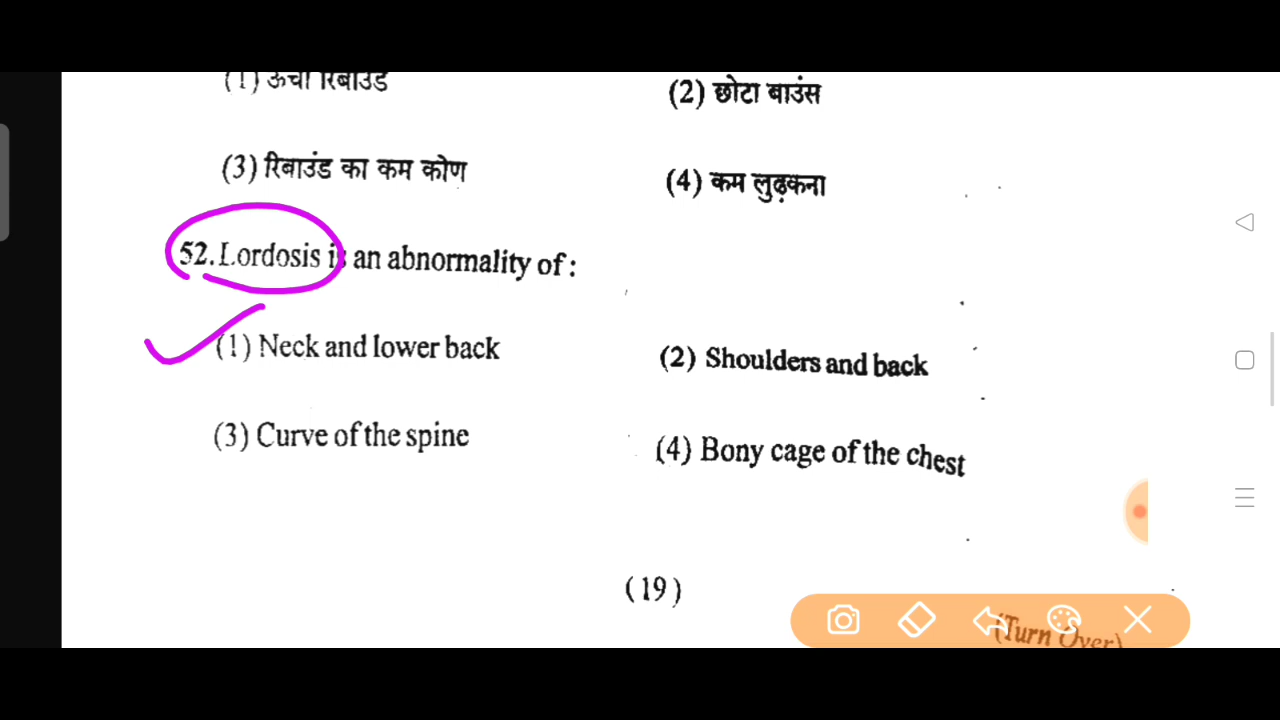 (1) ऊंचा रिबाउंड
(2) छोटा बाउंस
(3) रिबाउंड का कम कोण
(4) कम लुढ़कना
52. Lordosis is an abnormality of :
(1) Neck and lower back
(2) Shoulders and back
(3) Curve of the spine
(4) Bony cage of the chest
(19)
(Turn Over)